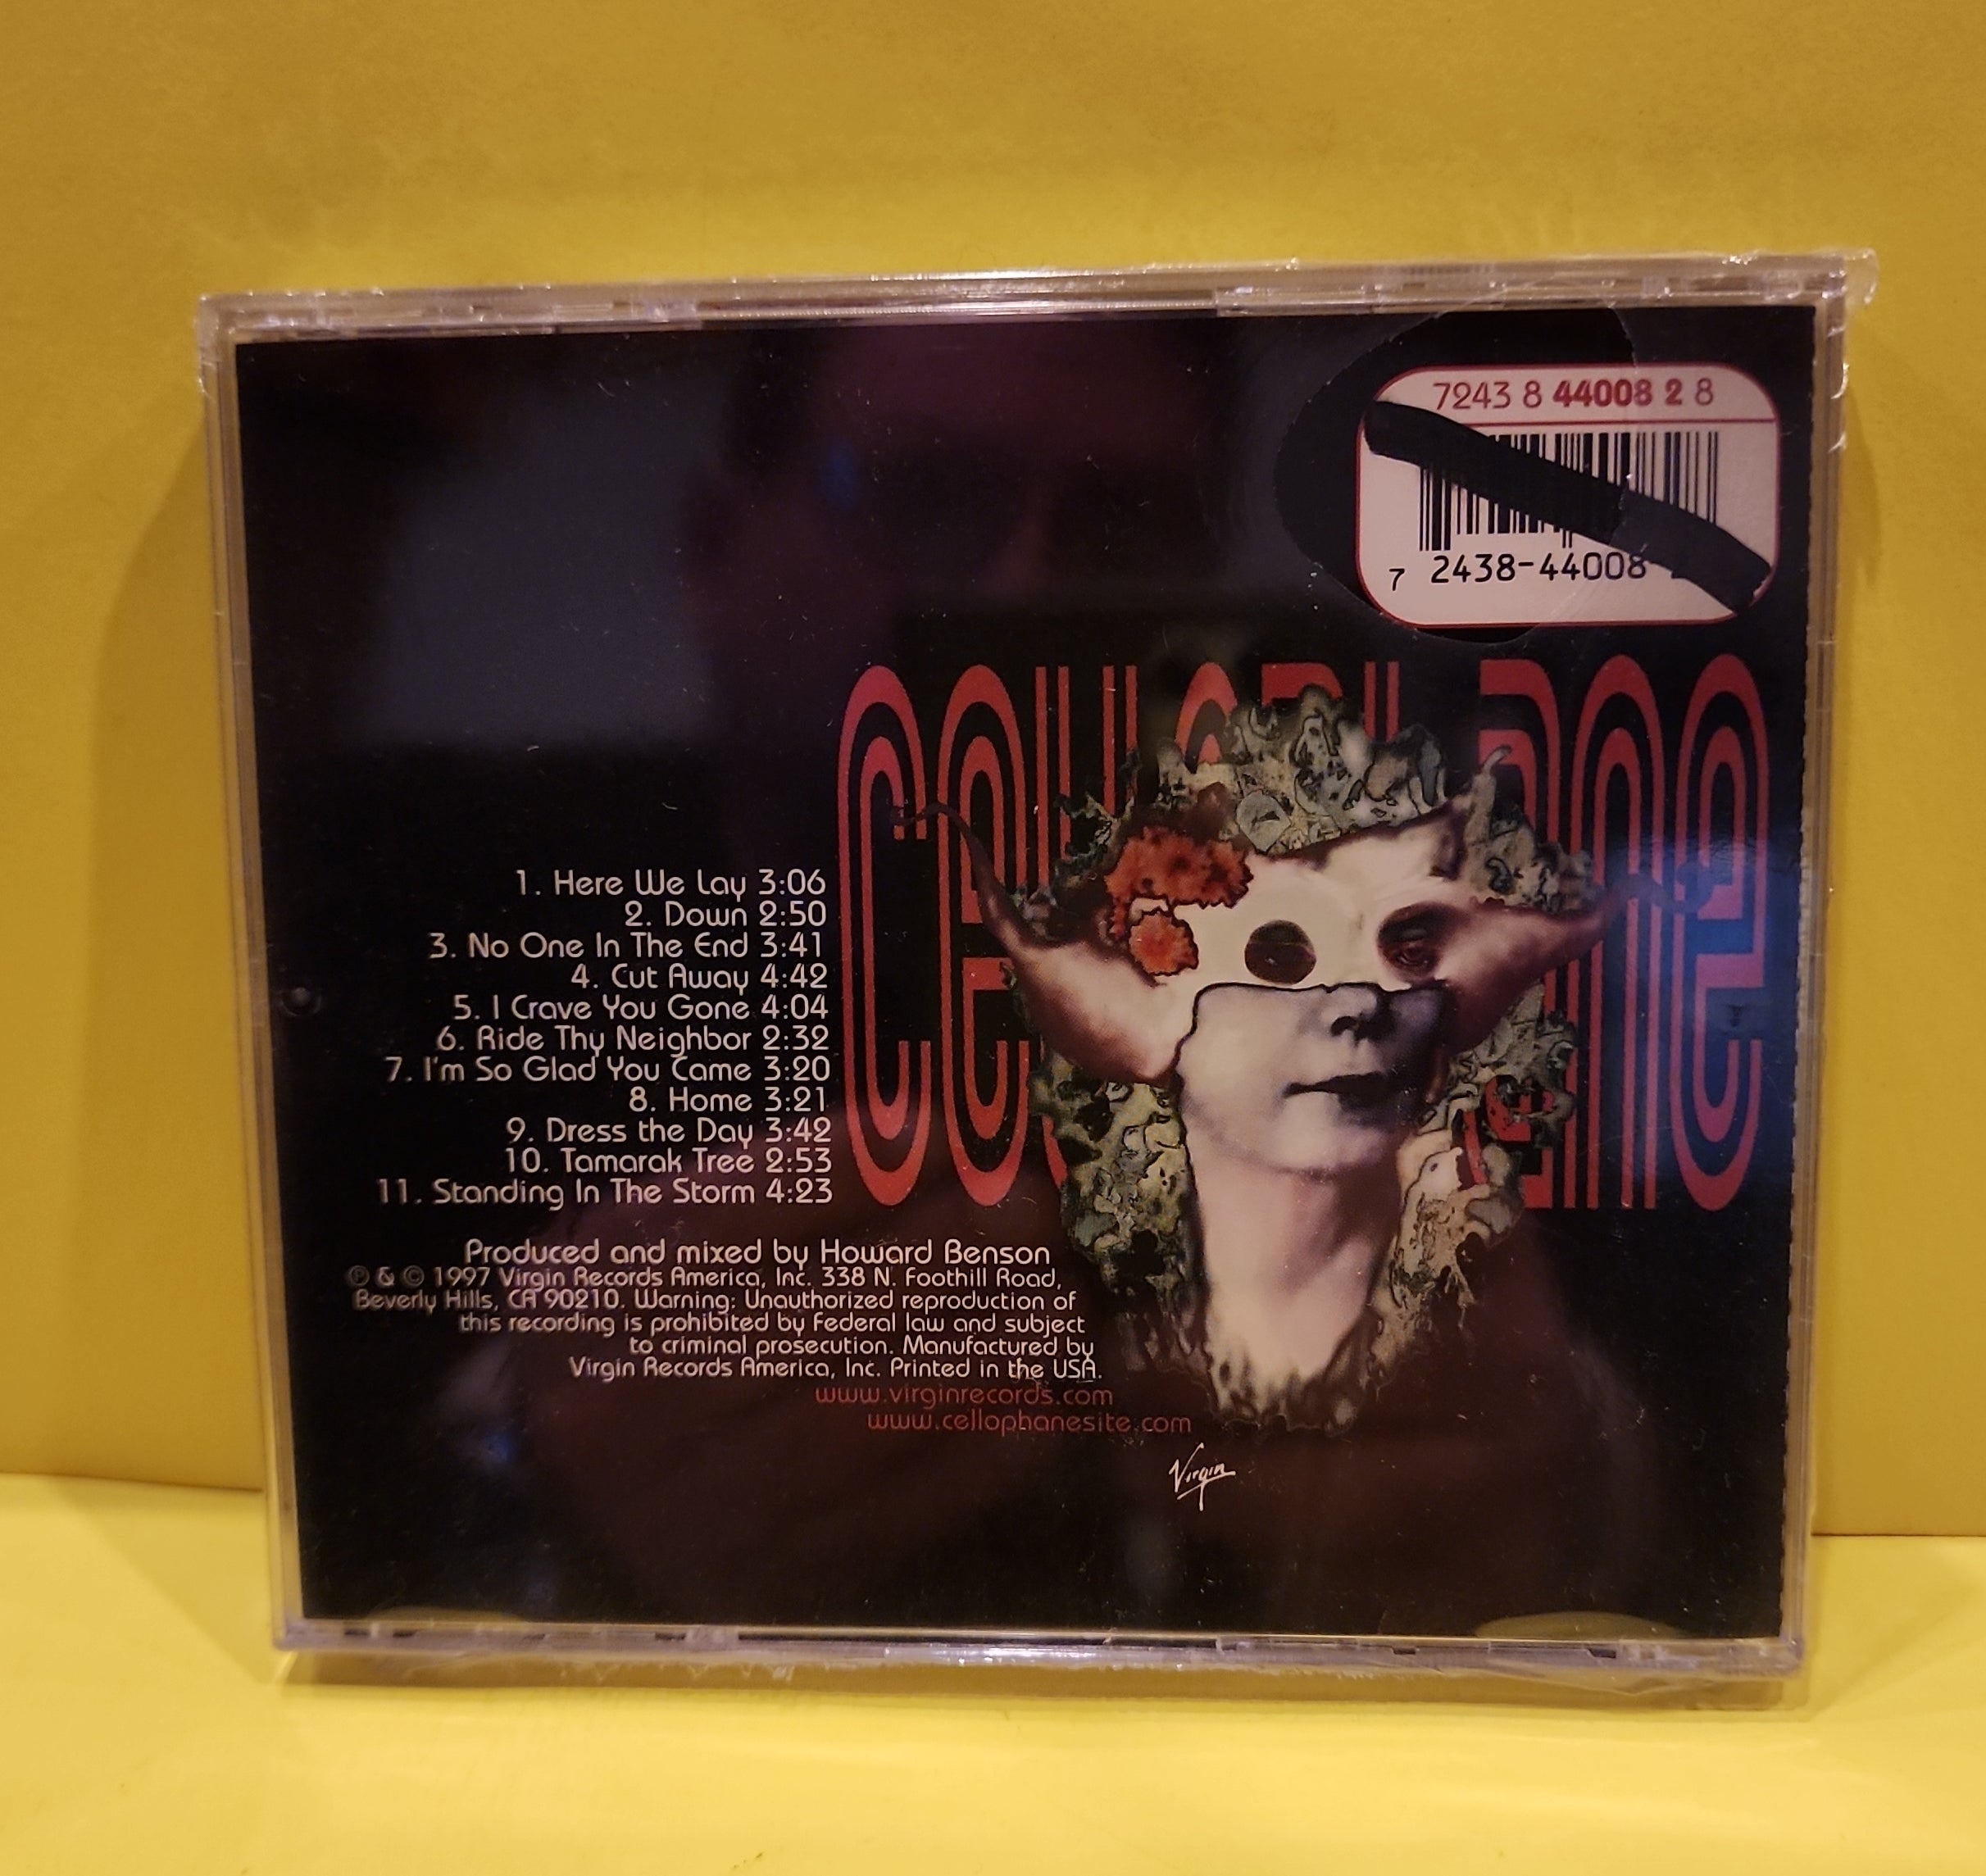 7243 8 44008 2 8
7 2438-44008
1. Here We Lay 3:06
2. Down 2:50
3. No One In The End 3:41
4. Cut Away 4:42
5. I Crave You Gone 4:04
6. Ride Thy Neighbor 2:32
7. I'm So Glad You Came 3:20
8. Home 3:21
9. Dress the Day 3:42
10. Tamarak Tree 2:53
11. Standing In The Storm 4:23
Produced and mixed by Howard Benson
℗ & © 1997 Virgin Records America, Inc. 338 N. Foothill Road,
Beverly Hills, CA 90210. Warning: Unauthorized reproduction of
this recording is prohibited by Federal law and subject
to criminal prosecution. Manufactured by
Virgin Records America, Inc. Printed in the USA.
www.virginrecords.com
www.cellophanesite.com
Virgin